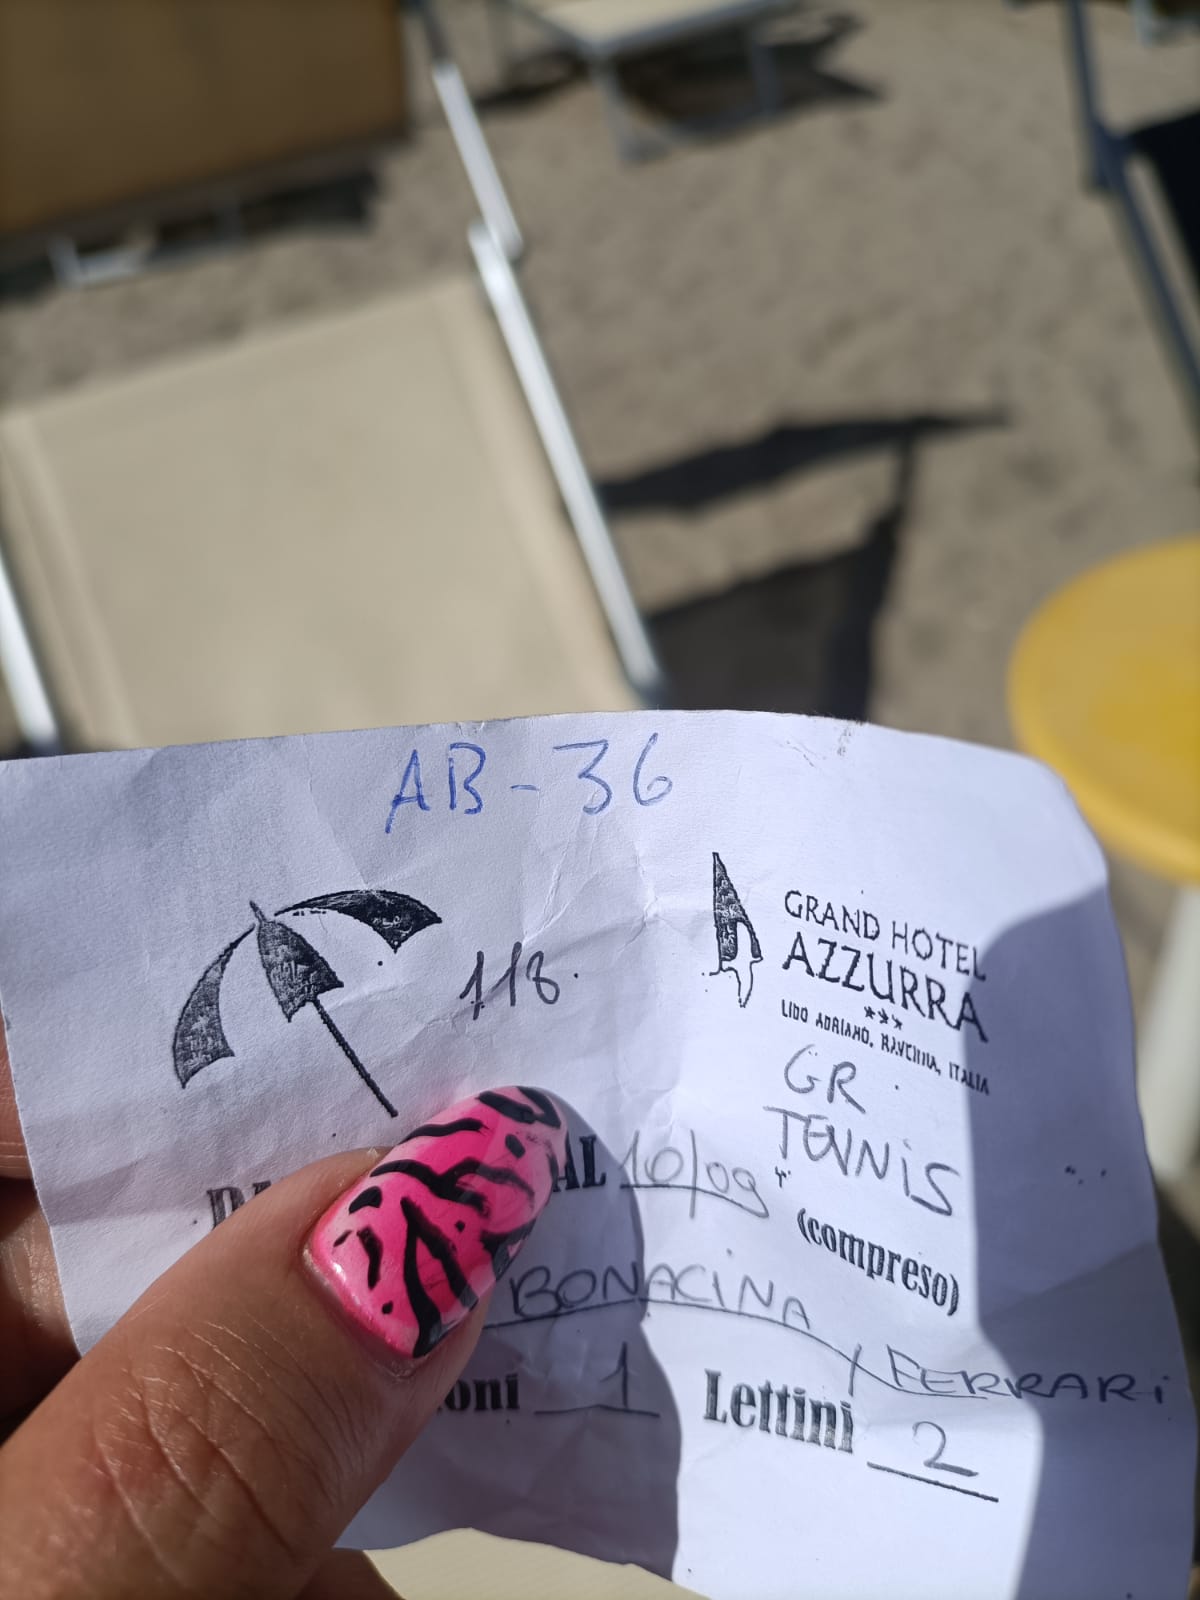 AB-36
118.
GRAND HOTEL
AZZURRA
LIDO ADRIANO, RAVENNA, ITALIA
GR.
TENNIS
AL 10/09 (compreso)
BONACINA / FERRARI
1 Lettini 2